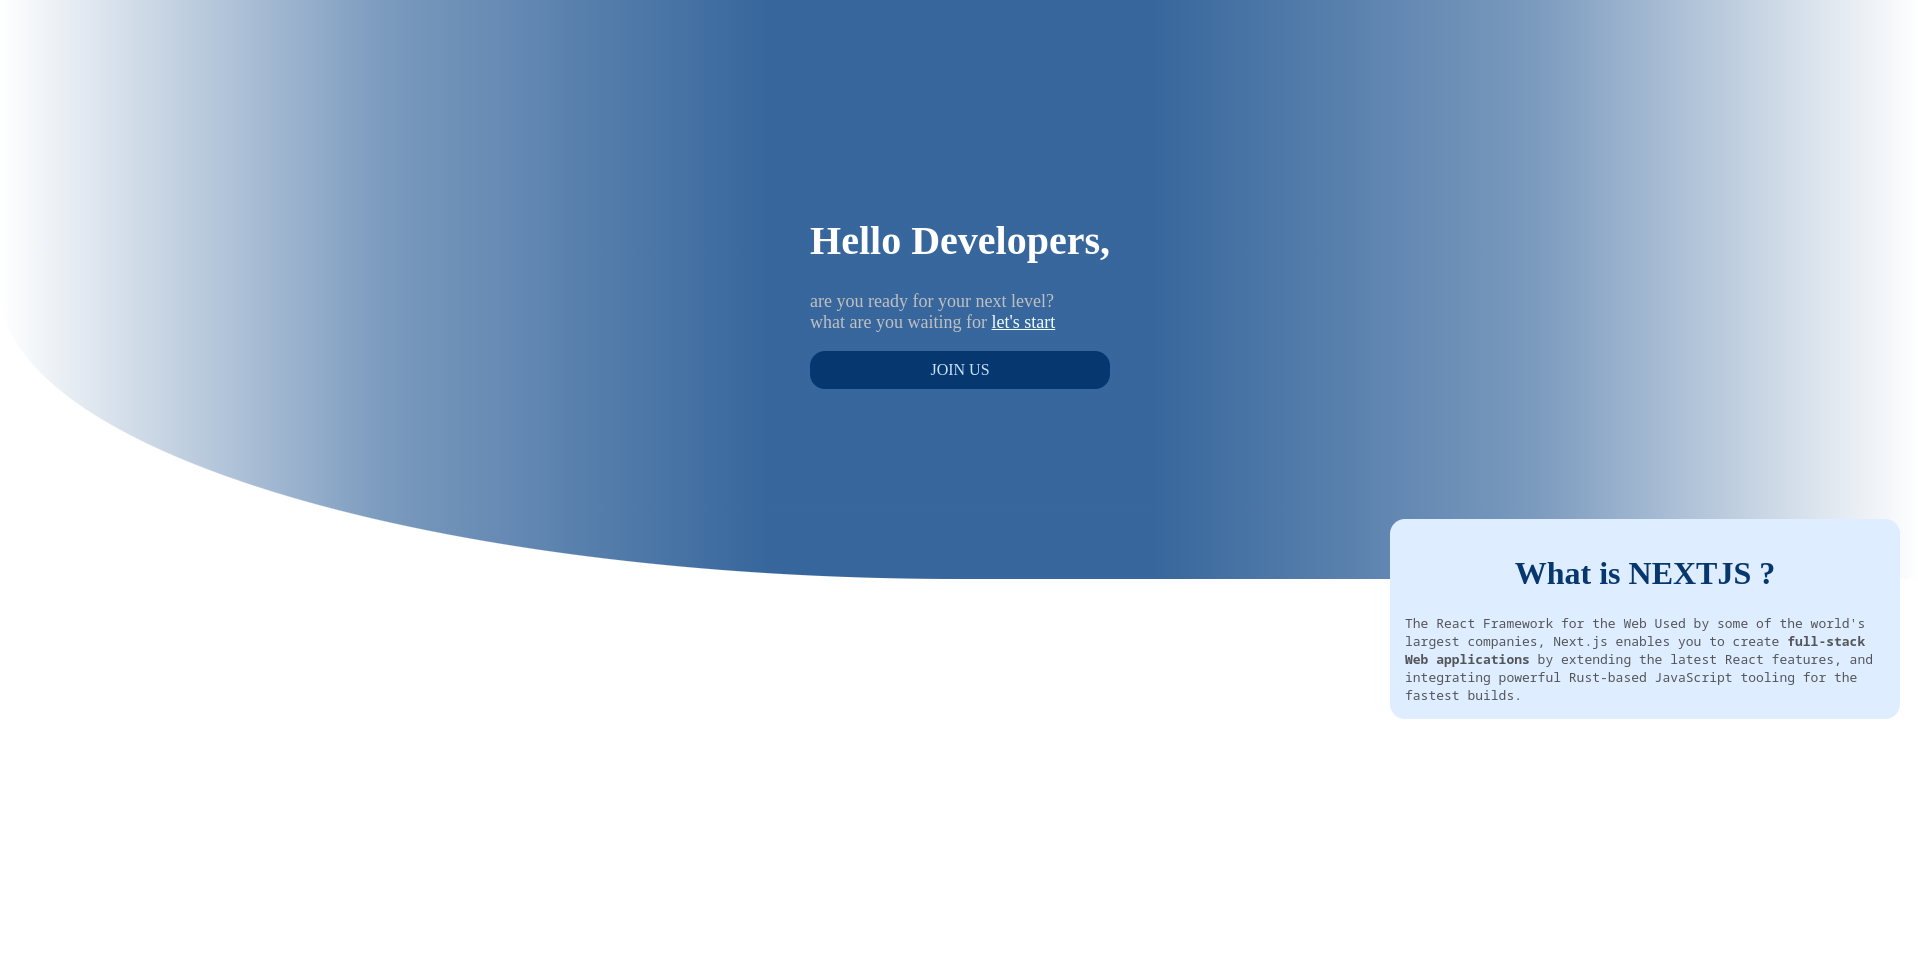 Hello Developers,
are you ready for your next level?
what are you waiting for let's start
JOIN US
What is NEXTJS ?
The React Framework for the Web Used by some of the world's
largest companies, Next.js enables you to create full-stack
Web applications by extending the latest React features, and
integrating powerful Rust-based JavaScript tooling for the
fastest builds.